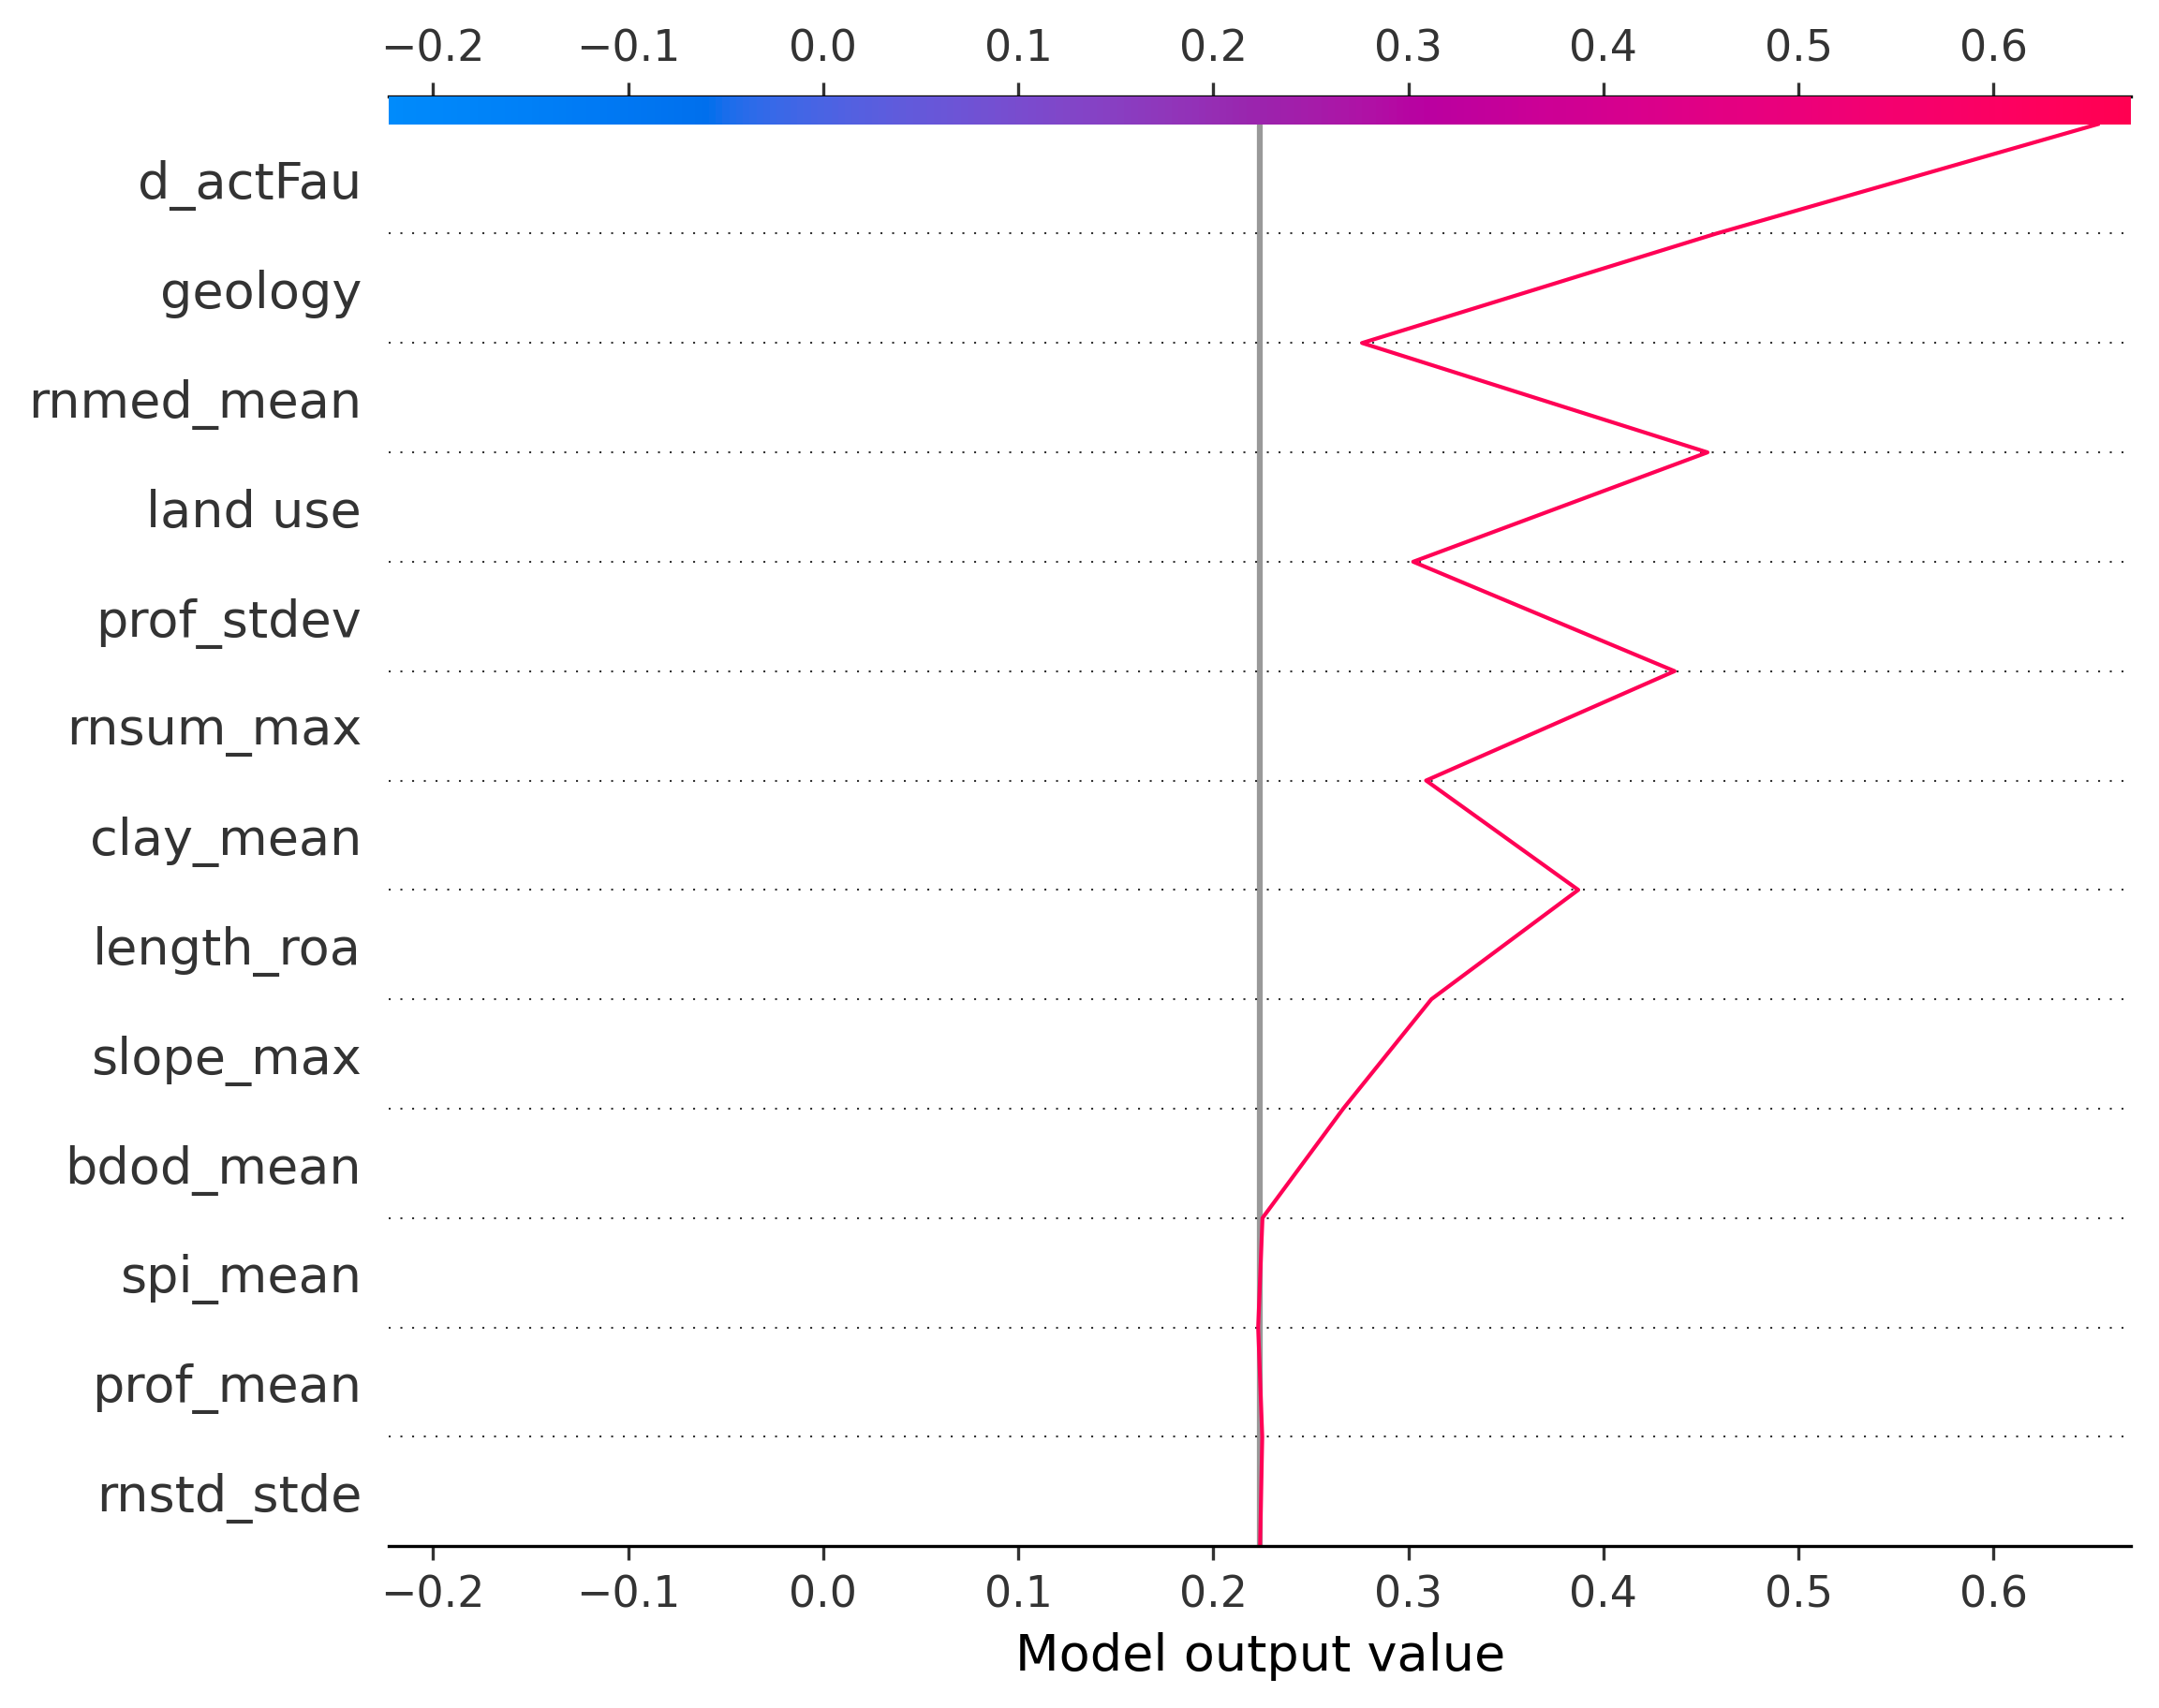 −0.2 −0.1 0.0 0.1 0.2 0.3 0.4 0.5 0.6
d_actFau
geology
rnmed_mean
land use
prof_stdev
rnsum_max
clay_mean
length_roa
slope_max
bdod_mean
spi_mean
prof_mean
rnstd_stde
−0.2 −0.1 0.0 0.1 0.2 0.3 0.4 0.5 0.6
Model output value